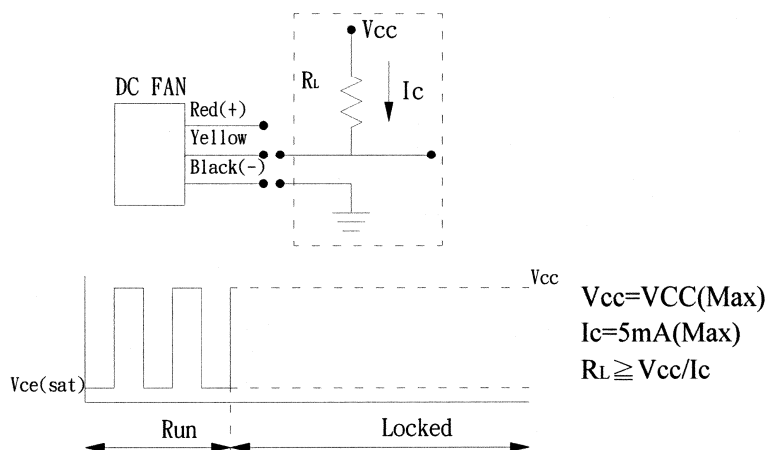 Vcc
RL
Ic
DC FAN
Red(+)
Yellow
Black(-)
Vcc
Vce(sat)
Run
Locked
Vcc=VCC(Max)
Ic=5mA(Max)
RL≧Vcc/Ic